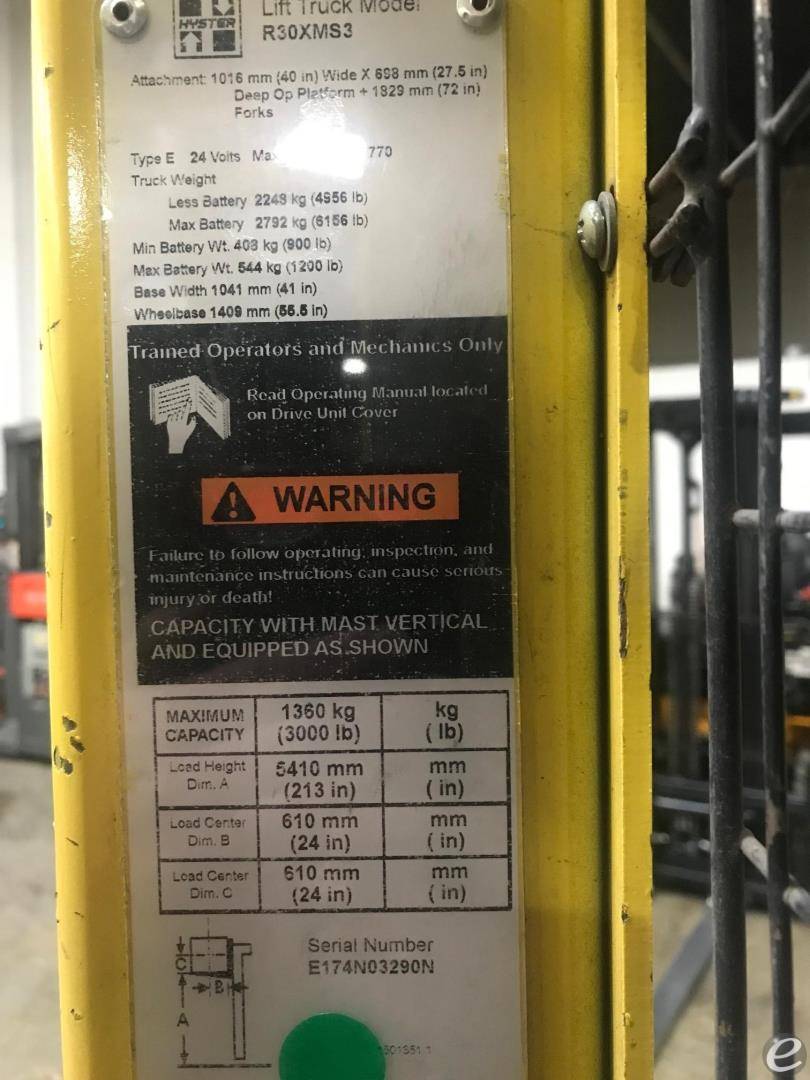 HYSTER
Lift Truck Model
R30XMS3
Attachment: 1016 mm (40 in) Wide X 698 mm (27.5 in)
Deep Op Platform + 1829 mm (72 in)
Forks
Type E 24 Volts Max 770
Truck Weight
Less Battery 2248 kg (4956 lb)
Max Battery 2792 kg (6156 lb)
Min Battery Wt. 408 kg (900 lb)
Max Battery Wt. 544 kg (1200 lb)
Base Width 1041 mm (41 in)
Wheelbase 1409 mm (55.5 in)
Trained Operators and Mechanics Only
Read Operating Manual located
on Drive Unit Cover
WARNING
Failure to follow operating, inspection, and
maintenance instructions can cause serious
injury or death!
CAPACITY WITH MAST VERTICAL
AND EQUIPPED AS SHOWN
MAXIMUM CAPACITY 1360 kg (3000 lb) kg ( lb)
Load Height Dim. A 5410 mm (213 in) mm ( in)
Load Center Dim. B 610 mm (24 in) mm ( in)
Load Center Dim. C 610 mm (24 in) mm ( in)
C
B
A
Serial Number
E174N03290N
e